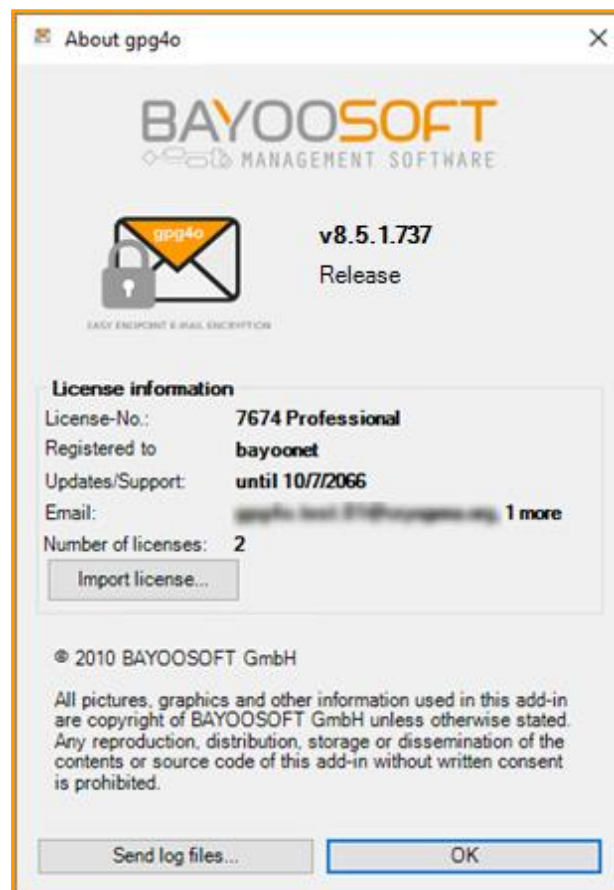 About gpg4o
BAYOOSOFT
MANAGEMENT SOFTWARE
gpg4o
v8.5.1.737
Release
EASY ENDPOINT E-MAIL ENCRYPTION
License information
License-No.: 7674 Professional
Registered to bayoonet
Updates/Support: until 10/7/2066
Email: , 1 more
Number of licenses: 2
Import license...
© 2010 BAYOOSOFT GmbH
All pictures, graphics and other information used in this add-in
are copyright of BAYOOSOFT GmbH unless otherwise stated.
Any reproduction, distribution, storage or dissemination of the
contents or source code of this add-in without written consent
is prohibited.
Send log files...
OK